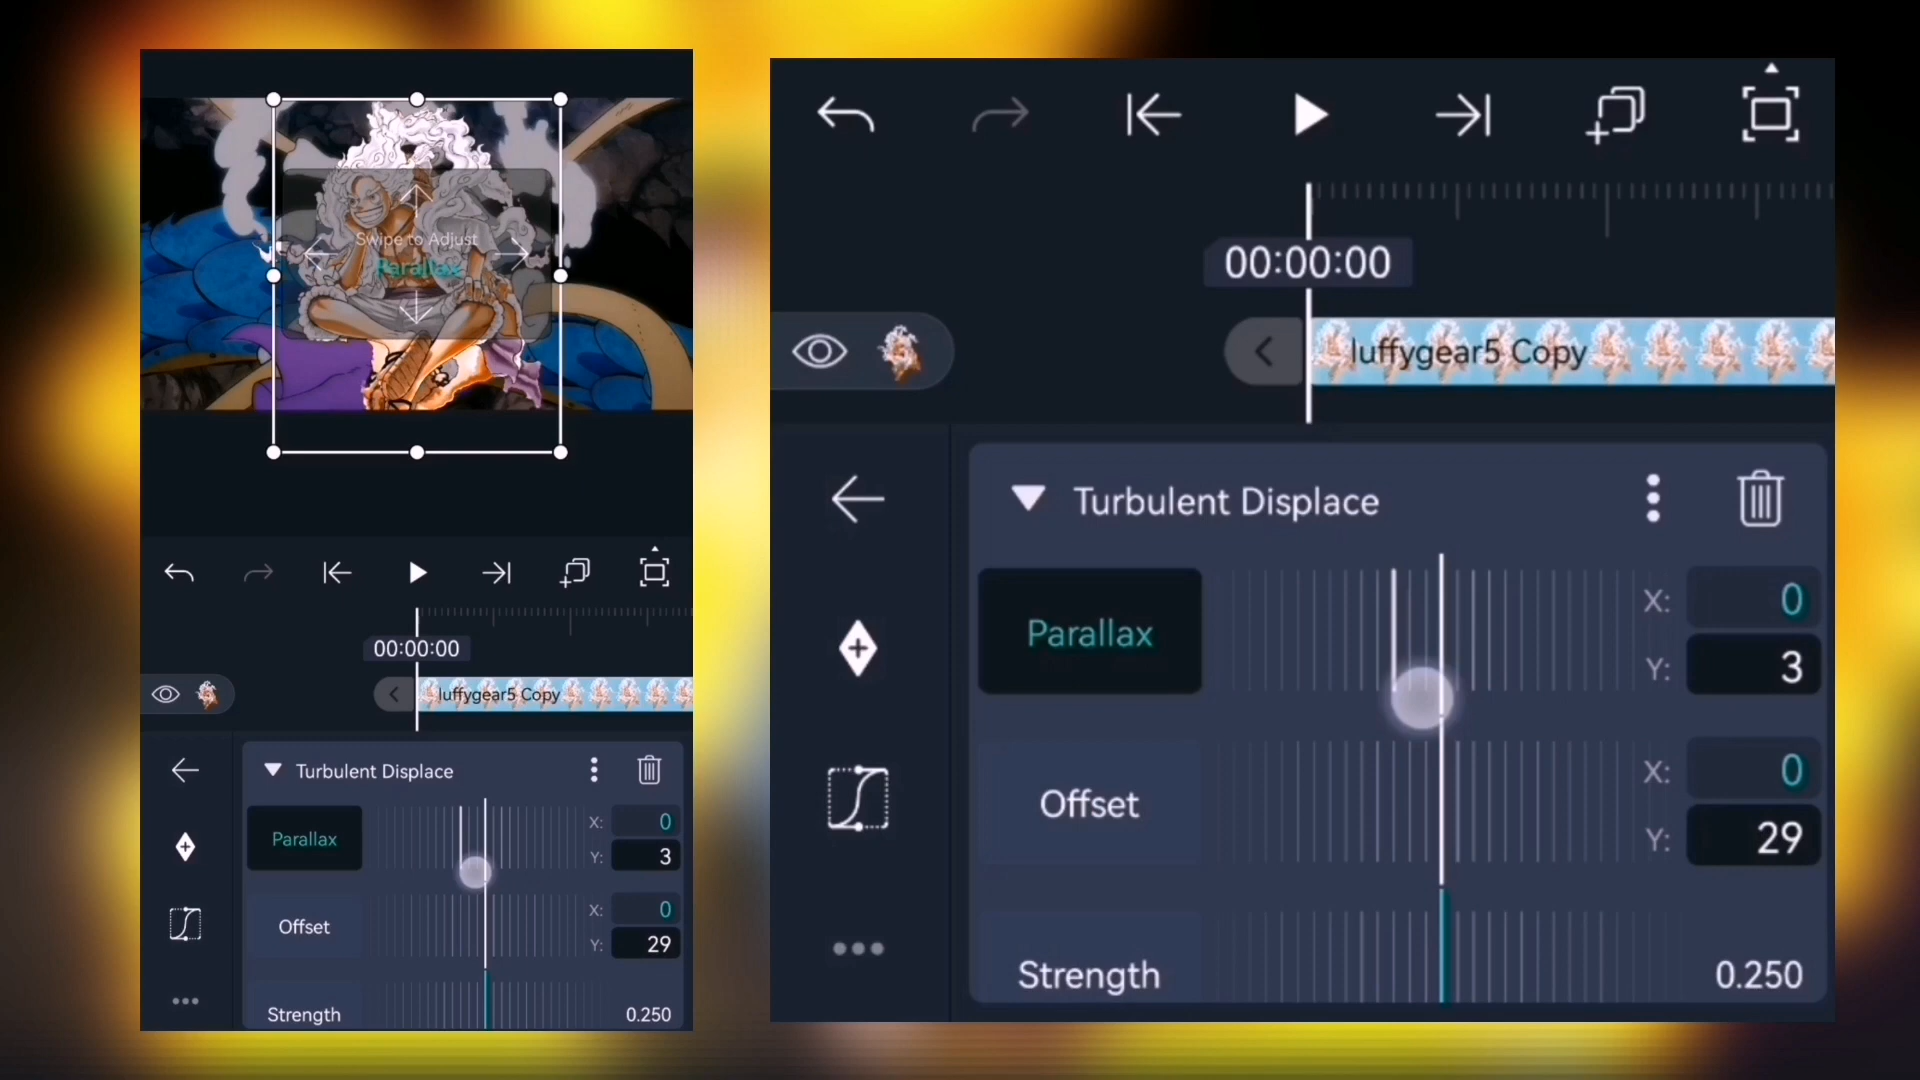 Swipe to Adjust
Parallax
00:00:00
luffygear5 Copy
Turbulent Displace
Parallax
X: 0
Y: 3
Offset
X: 0
Y: 29
Strength
0.250
00:00:00
luffygear5 Copy
Turbulent Displace
Parallax
X: 0
Y: 3
Offset
X: 0
Y: 29
Strength
0.250